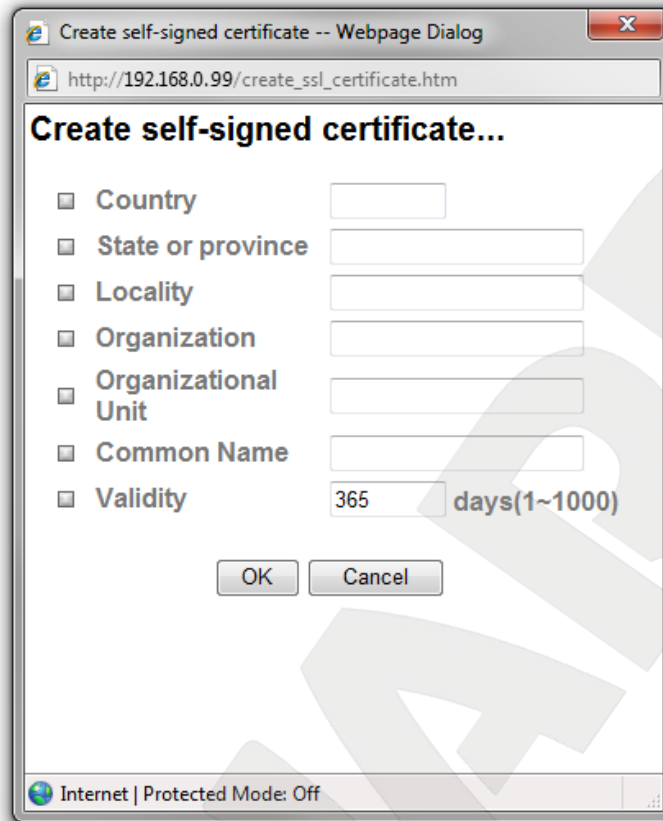 Create self-signed certificate -- Webpage Dialog
http://192.168.0.99/create_ssl_certificate.htm
Create self-signed certificate...
Country
State or province
Locality
Organization
Organizational
Unit
Common Name
Validity 365 days(1~1000)
OK Cancel
Internet | Protected Mode: Off